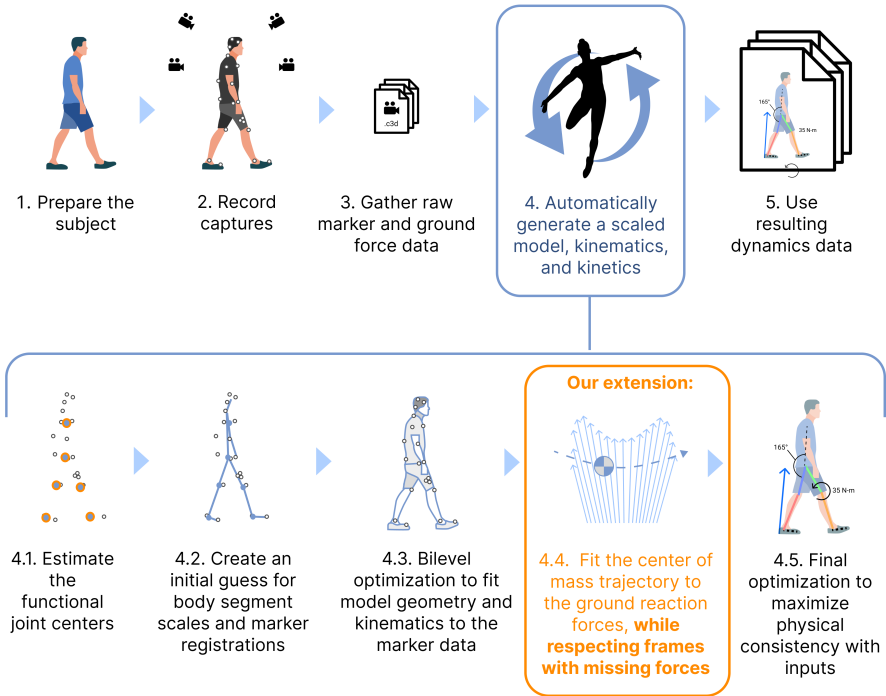 .c3d
165°
35 N·m
1. Prepare the
subject
2. Record
captures
3. Gather raw
marker and ground
force data
4. Automatically
generate a scaled
model, kinematics,
and kinetics
5. Use
resulting
dynamics data
Our extension:
165°
35 N·m
4.1. Estimate
the
functional
joint centers
4.2. Create an
initial guess for
body segment
scales and marker
registrations
4.3. Bilevel
optimization to fit
model geometry and
kinematics to the
marker data
4.4. Fit the center of
mass trajectory to
the ground reaction
forces, while
respecting frames
with missing forces
4.5. Final
optimization to
maximize
physical
consistency with
inputs